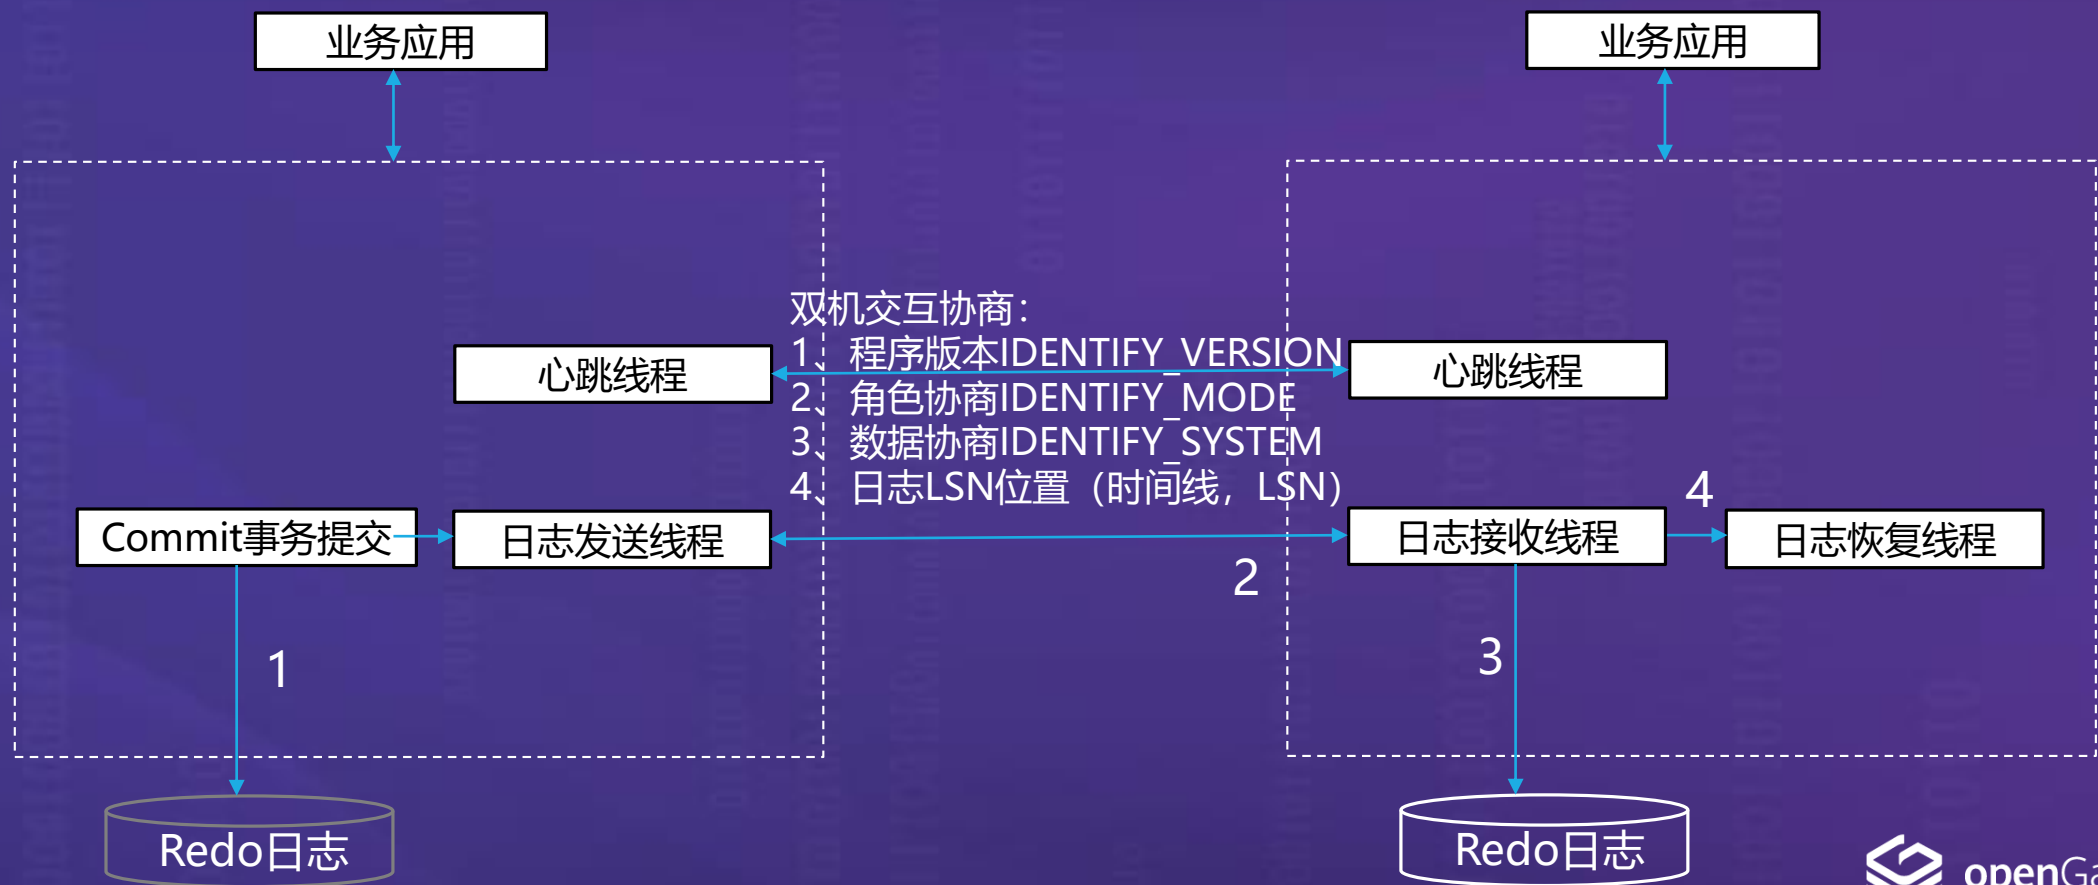 业务应用
业务应用
双机交互协商：
1、程序版本IDENTIFY_VERSION
2、角色协商IDENTIFY_MODE
3、数据协商IDENTIFY_SYSTEM
4、日志LSN位置（时间线，LSN）
心跳线程
心跳线程
Commit事务提交
日志发送线程
日志接收线程
4
日志恢复线程
2
1
3
Redo日志
Redo日志
openGa